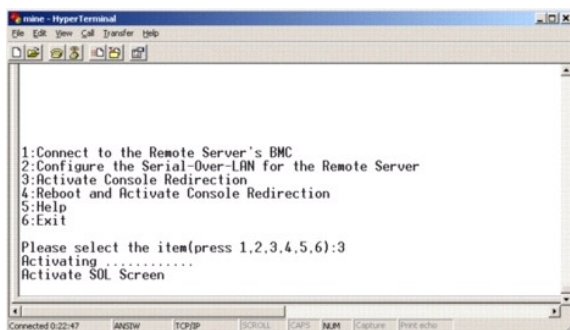 mine - HyperTerminal
File Edit View Call Transfer Help
1:Connect to the Remote Server's BMC
2:Configure the Serial-Over-LAN for the Remote Server
3:Activate Console Redirection
4:Reboot and Activate Console Redirection
5:Help
6:Exit
Please select the item(press 1,2,3,4,5,6):3
Activating ............
Activate SOL Screen
Connected 0:22:47 ANSIW TCP/IP SCROLL CAPS NUM Capture Print echo